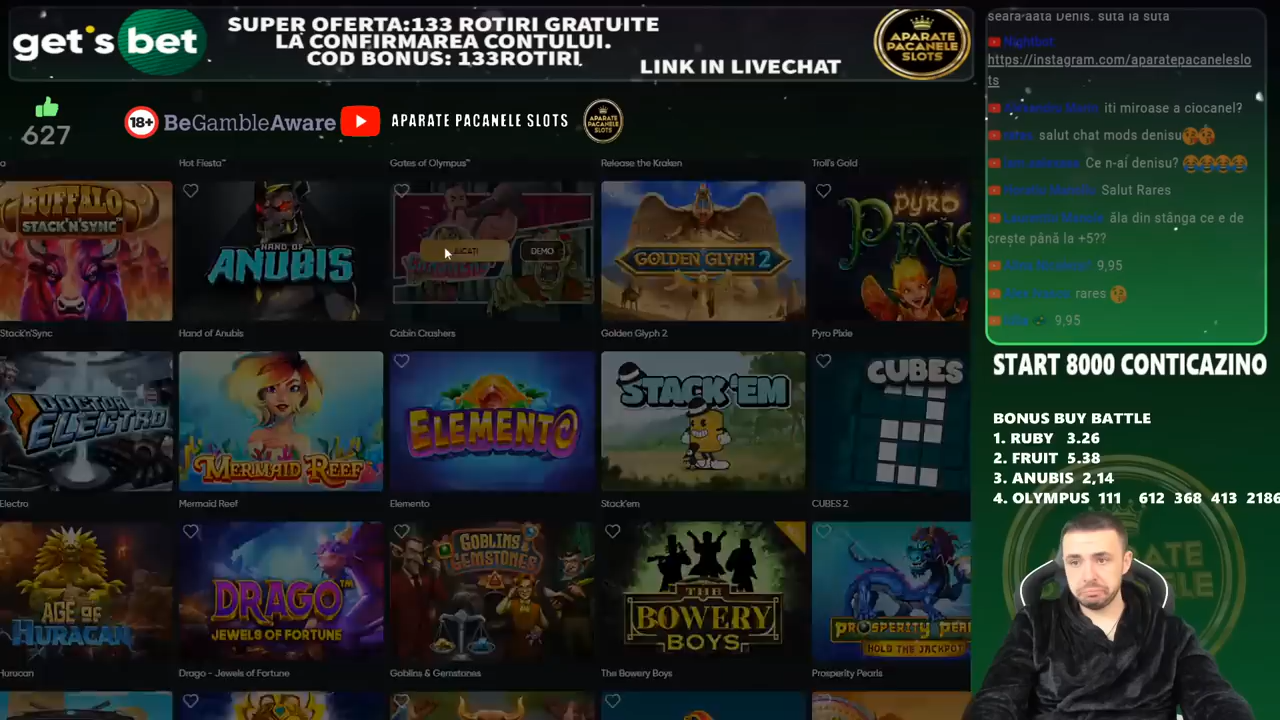 get's bet
SUPER OFERTA:133 ROTIRI GRATUITE
LA CONFIRMAREA CONTULUI.
COD BONUS: 133ROTIRI.
LINK IN LIVECHAT
APARATE
PACANELE
SLOTS
627
18+ BeGambleAware
APARATE PACANELE SLOTS
APARATE
PACANELE
SLOTS
Hot Fiesta™
Gates of Olympus™
Release the Kraken
Troll's Gold
BUFFALO
STACK'N'SYNC
HAND OF
ANUBIS
DEMO
GOLDEN GLYPH 2
PYRO
PIXIE
Stack'n'Sync
Hand of Anubis
Cabin Crashers
Golden Glyph 2
Pyro Pixie
DOCTOR
ELECTRO
MERMAID REEF
ELEMENTO
STACK'EM
CUBES
2
Electro
Mermaid Reef
Elemento
Stack'em
CUBES 2
AGE OF
HURACAN
DRAGO™
JEWELS OF FORTUNE
GOBLINS
GEMSTONES
THE
BOWERY
BOYS
PROSPERITY PEARLS
HOLD THE JACKPOT
Huracan
Drago - Jewels of Fortune
Goblins & Gemstones
The Bowery Boys
Prosperity Pearls
seara aata Denis. suta la suta
Nightbot
https://instagram.com/aparatepacaneleslo
ts
iti miroase a ciocanel?
salut chat mods denisu
Ce n-ai denisu?
Salut Rares
ăla din stânga ce e de
crește până la +5??
9,95
rares
9,95
START 8000 CONTICAZINO
BONUS BUY BATTLE
1. RUBY 3.26
2. FRUIT 5.38
3. ANUBIS 2,14
4. OLYMPUS 111 612 368 413 2186